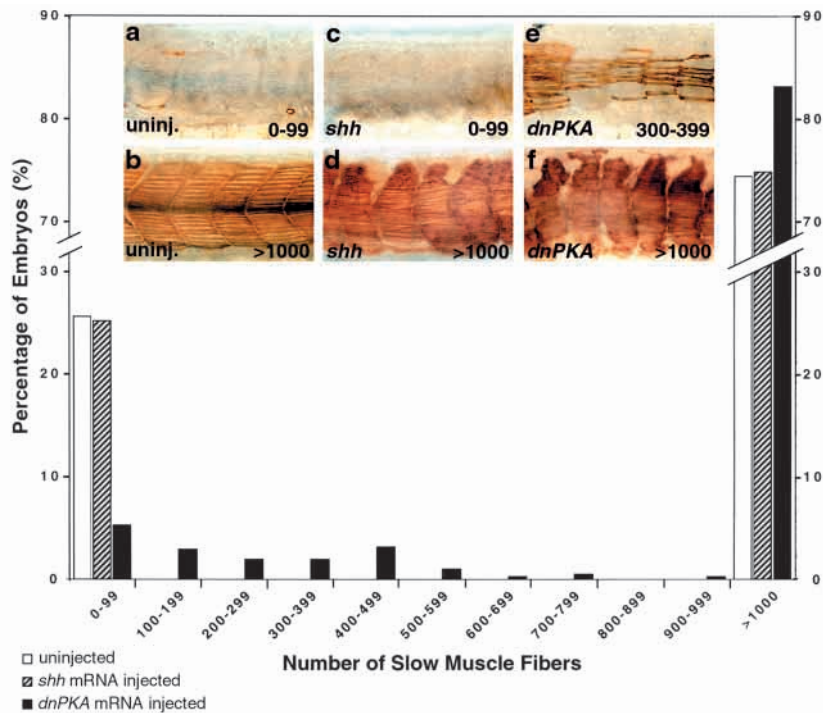 90
80
70
30
20
10
0
Percentage of Embryos (%)
a
uninj. 0-99
c
shh 0-99
e
dnPKA 300-399
b
uninj. >1000
d
shh >1000
f
dnPKA >1000
90
80
70
30
20
10
0
0-99
100-199
200-299
300-399
400-499
500-599
600-699
700-799
800-899
900-999
>1000
Number of Slow Muscle Fibers
uninjected
shh mRNA injected
dnPKA mRNA injected